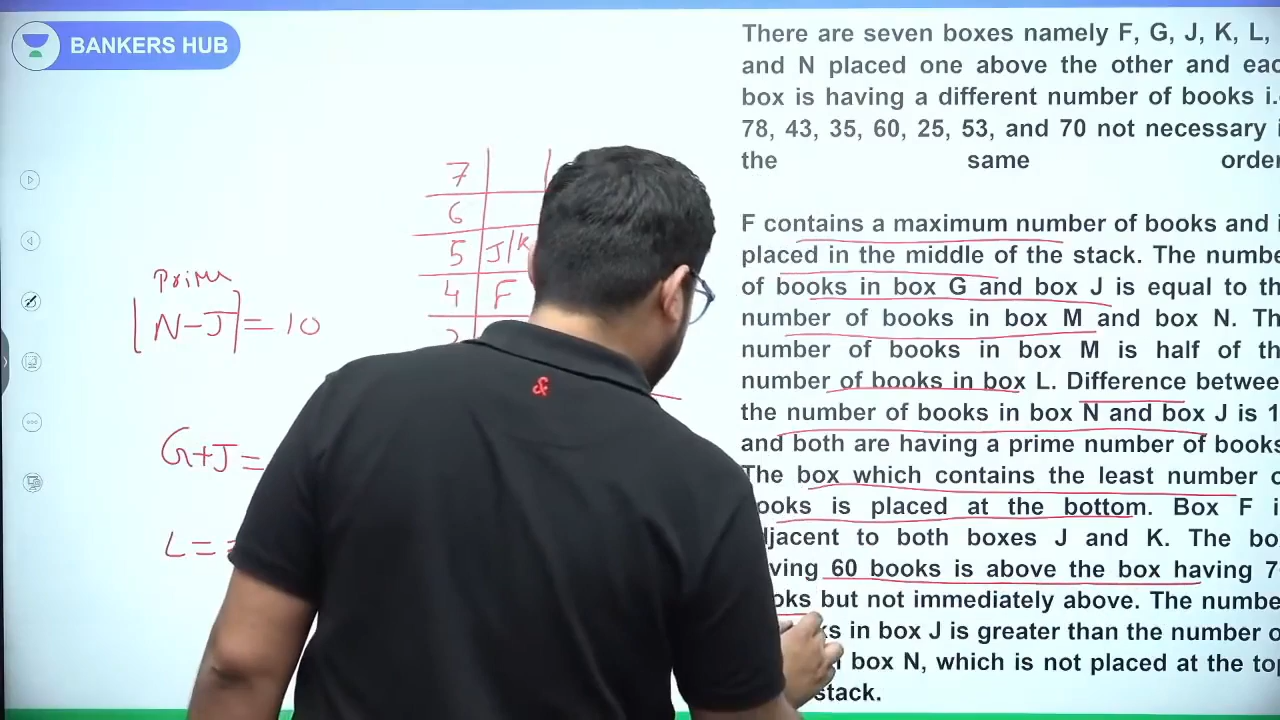 BANKERS HUB
There are seven boxes namely F, G, J, K, L,
and N placed one above the other and eac
box is having a different number of books i.
78, 43, 35, 60, 25, 53, and 70 not necessary i
the same order
F contains a maximum number of books and i
placed in the middle of the stack. The numbe
of books in box G and box J is equal to th
number of books in box M and box N. Th
number of books in box M is half of th
number of books in box L. Difference betwee
the number of books in box N and box J is 1
and both are having a prime number of books
The box which contains the least number o
ooks is placed at the bottom. Box F i
djacent to both boxes J and K. The bo
ving 60 books is above the box having 7
oks but not immediately above. The numbe
ks in box J is greater than the number o
box N, which is not placed at the top
stack.
7
6
5 J/K
4 F
Prime
|N-J| = 10
G+J=
L=